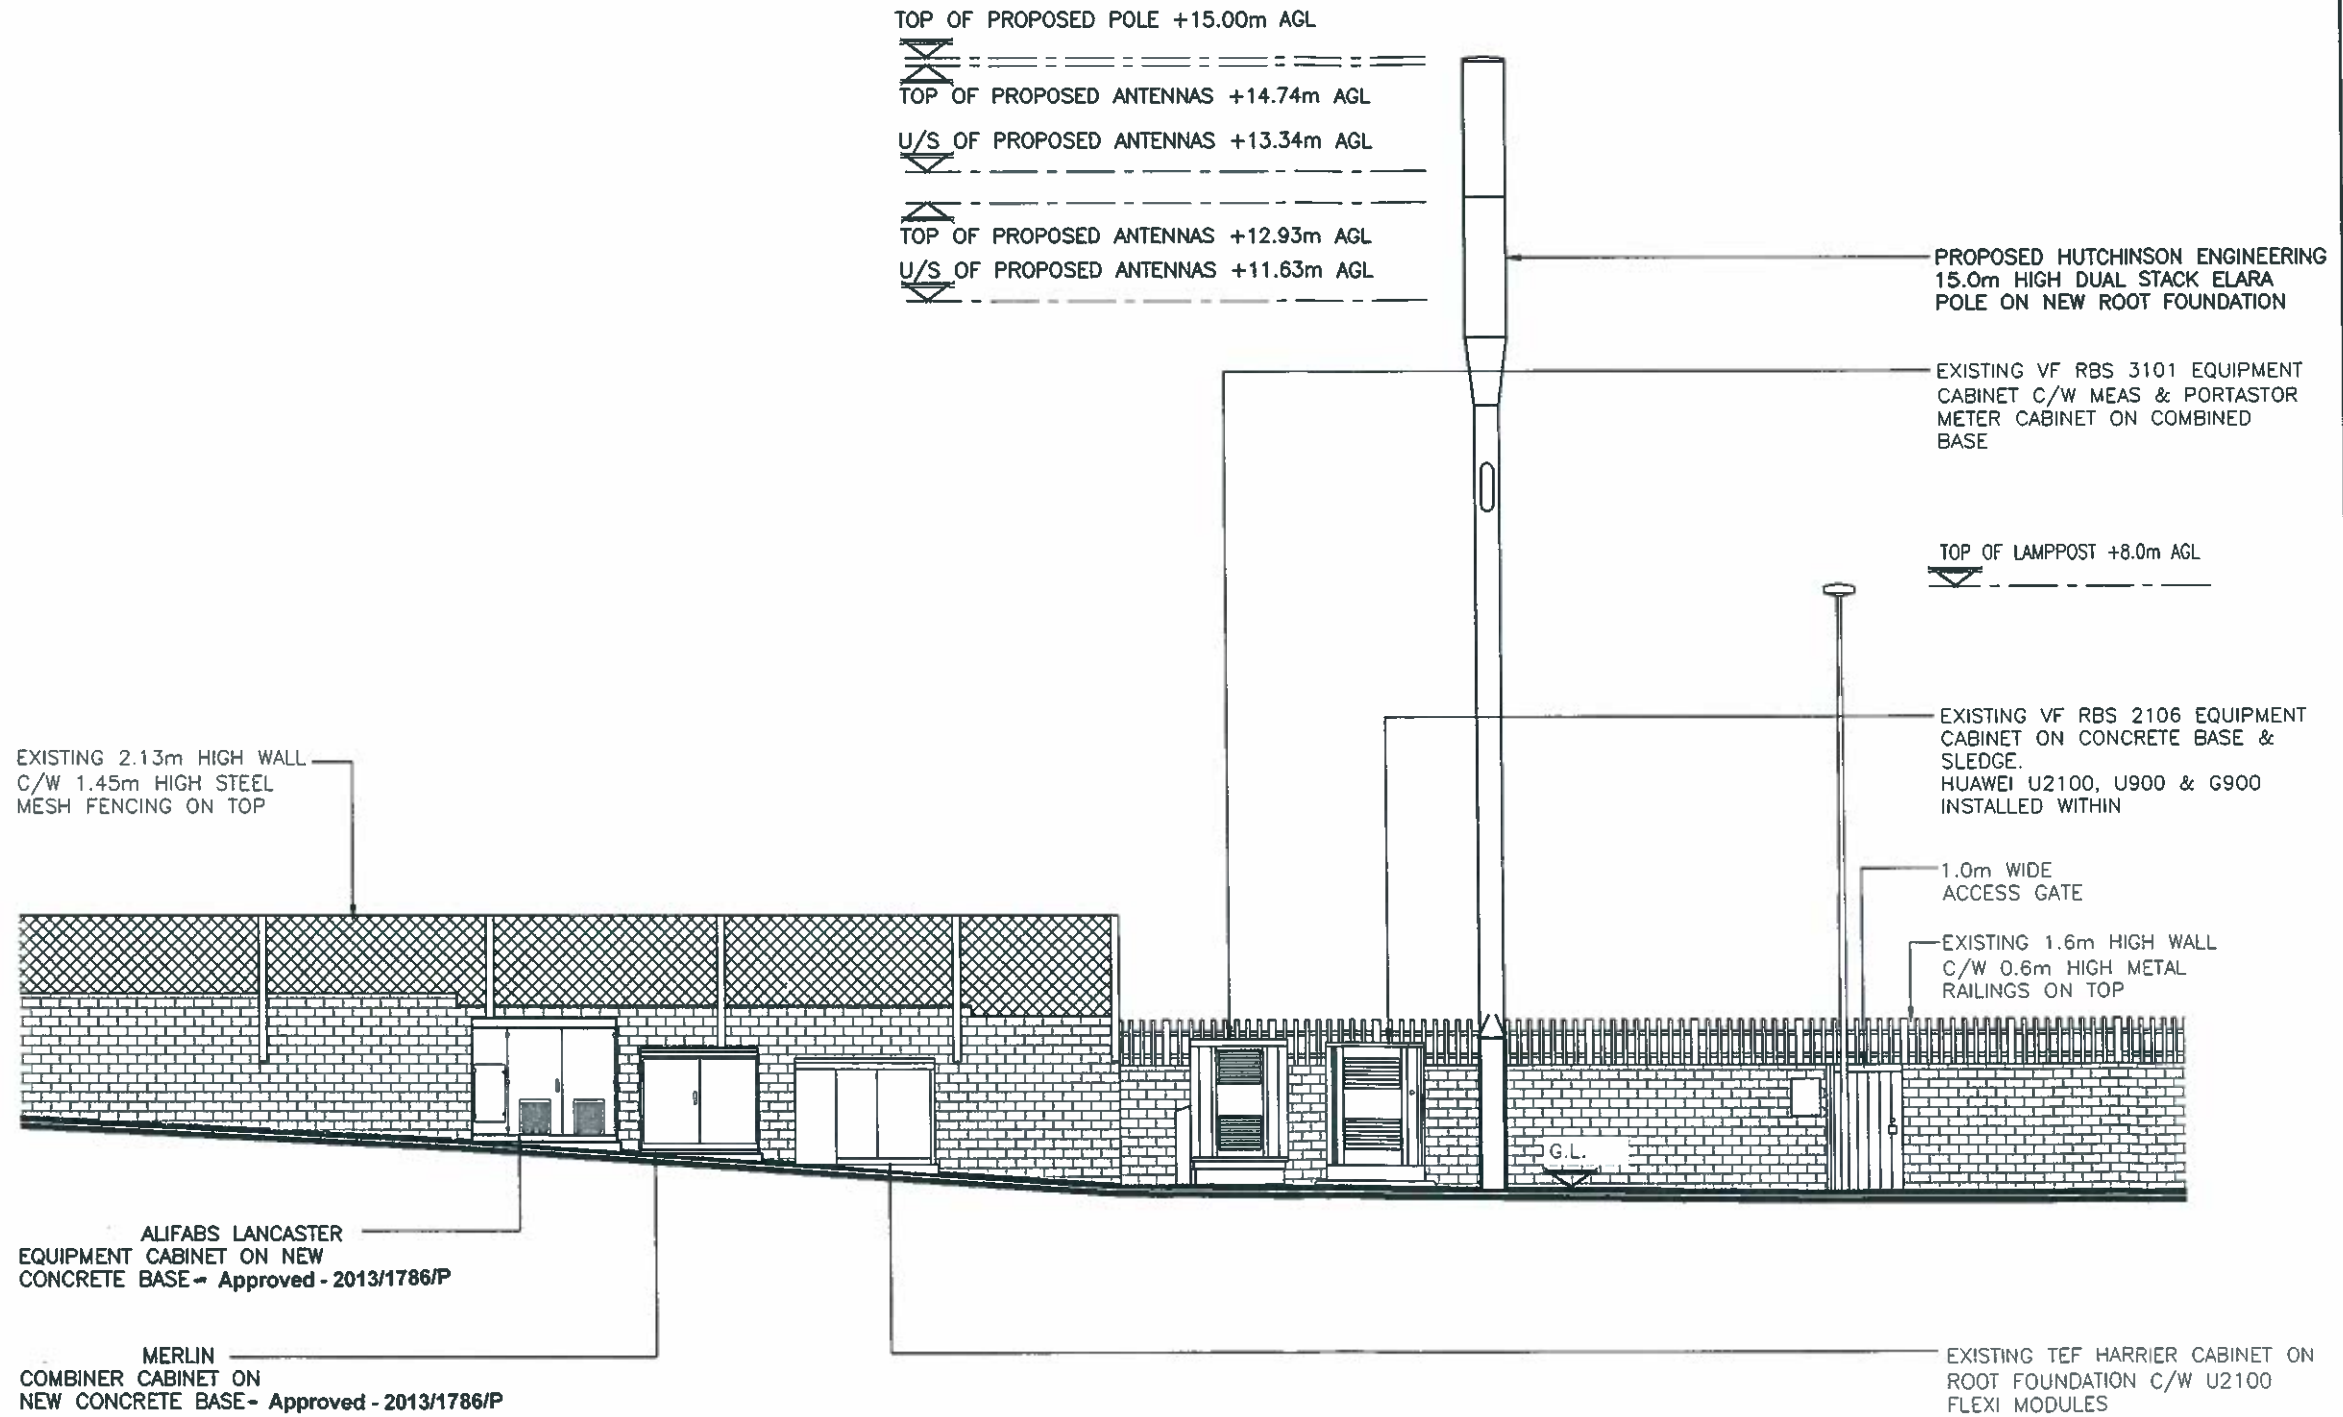 TOP OF PROPOSED POLE +15.00m AGL
TOP OF PROPOSED ANTENNAS +14.74m AGL
U/S OF PROPOSED ANTENNAS +13.34m AGL
TOP OF PROPOSED ANTENNAS +12.93m AGL
U/S OF PROPOSED ANTENNAS +11.63m AGL
PROPOSED HUTCHINSON ENGINEERING
15.0m HIGH DUAL STACK ELARA
POLE ON NEW ROOT FOUNDATION
EXISTING VF RBS 3101 EQUIPMENT
CABINET C/W MEAS & PORTASTOR
METER CABINET ON COMBINED
BASE
TOP OF LAMPPOST +8.0m AGL
EXISTING VF RBS 2106 EQUIPMENT
CABINET ON CONCRETE BASE &
SLEDGE.
HUAWEI U2100, U900 & G900
INSTALLED WITHIN
EXISTING 2.13m HIGH WALL
C/W 1.45m HIGH STEEL
MESH FENCING ON TOP
1.0m WIDE
ACCESS GATE
EXISTING 1.6m HIGH WALL
C/W 0.6m HIGH METAL
RAILINGS ON TOP
G.L.
ALIFABS LANCASTER
EQUIPMENT CABINET ON NEW
CONCRETE BASE- Approved - 2013/1786/P
MERLIN
COMBINER CABINET ON
NEW CONCRETE BASE- Approved - 2013/1786/P
EXISTING TEF HARRIER CABINET ON
ROOT FOUNDATION C/W U2100
FLEXI MODULES